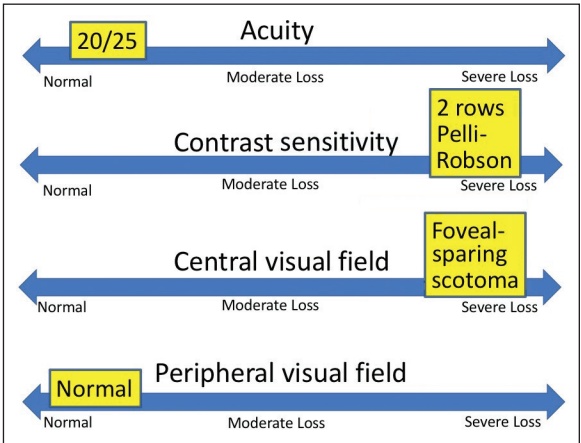 Acuity
20/25
Normal Moderate Loss Severe Loss
Contrast sensitivity
2 rows
Pelli-
Robson
Normal Moderate Loss Severe Loss
Central visual field
Foveal-
sparing
scotoma
Normal Moderate Loss Severe Loss
Peripheral visual field
Normal
Normal Moderate Loss Severe Loss